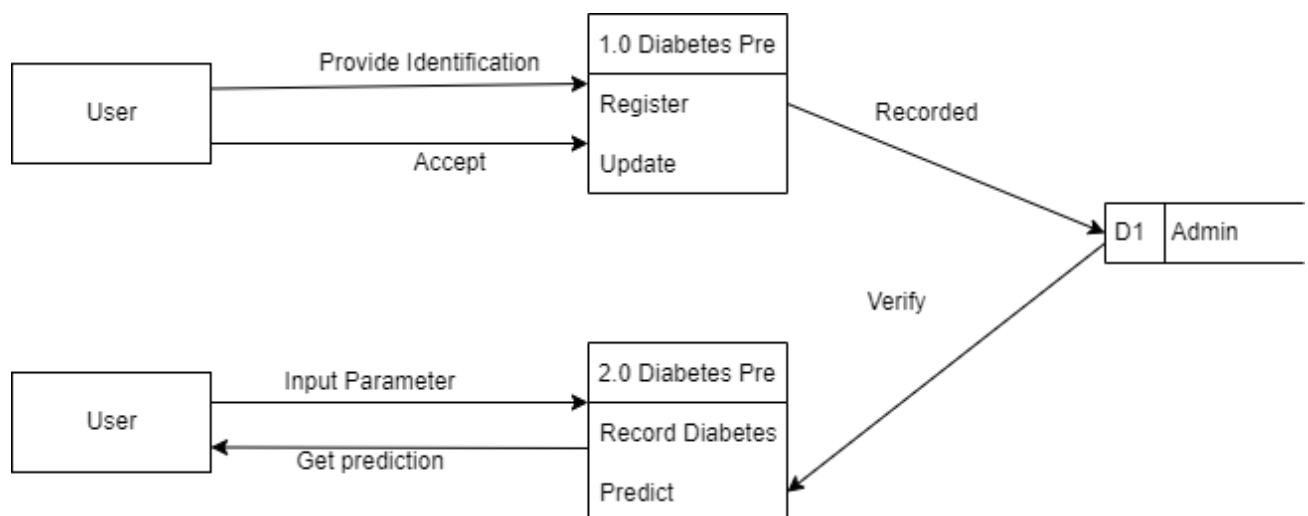 1.0 Diabetes Pre
Provide Identification
User
Register
Recorded
Accept
Update
D1
Admin
Verify
2.0 Diabetes Pre
Input Parameter
User
Record Diabetes
Get prediction
Predict